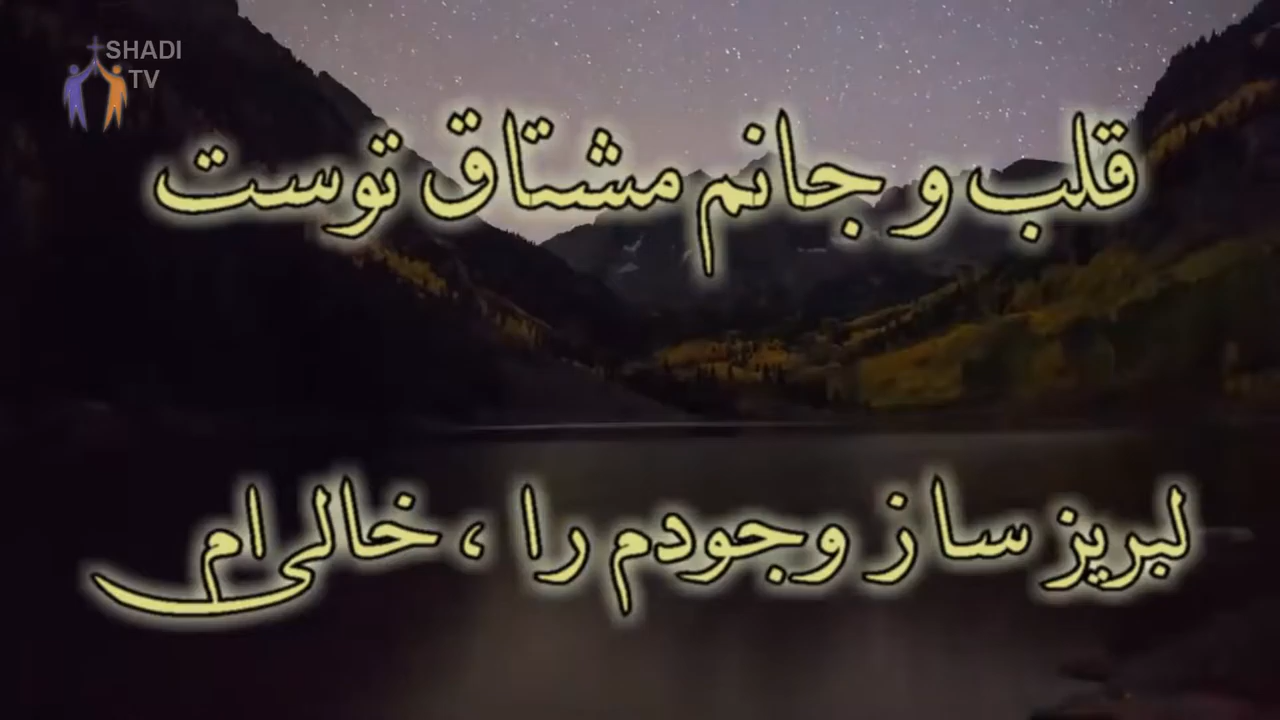 SHADI
TV
قلب و جانم مشتاق توست
لبریز ساز وجودم را ، خالی‌ام